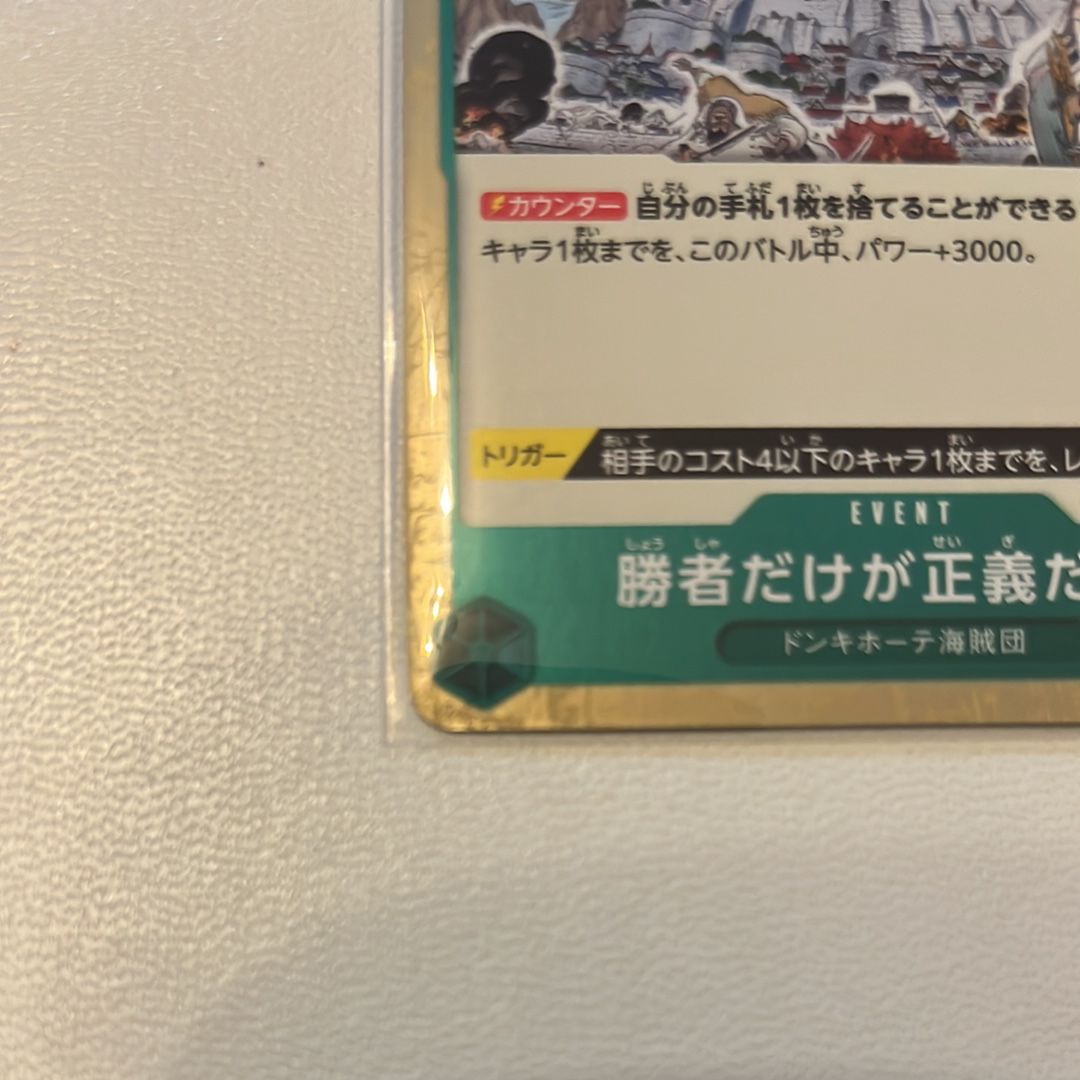 カウンター 自分の手札1枚を捨てることができる
キャラ1枚までを、このバトル中、パワー+3000。
トリガー 相手のコスト4以下のキャラ1枚までを、レ
EVENT
勝者だけが正義だ
ドンキホーテ海賊団